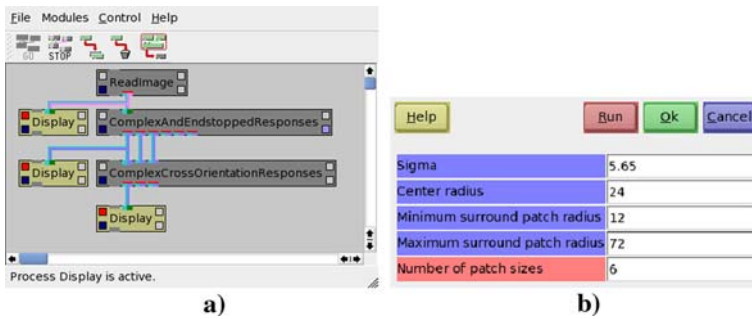 File Modules Control Help
GO STOP
ReadImage
Display ComplexAndEndstoppedResponses
Display ComplexCrossOrientationResponses
Display
Process Display is active.
a)
Help Run Ok Cancel
Sigma 5.65
Center radius 24
Minimum surround patch radius 12
Maximum surround patch radius 72
Number of patch sizes 6
b)